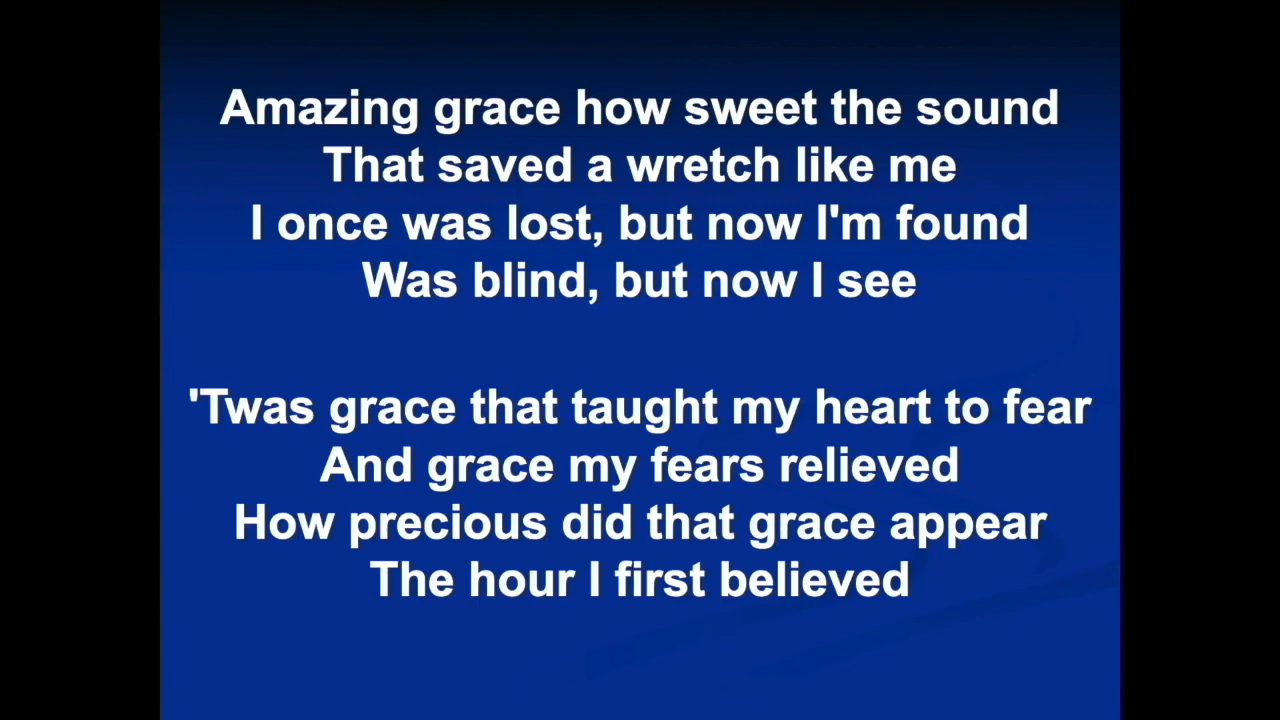 Amazing grace how sweet the sound
That saved a wretch like me
I once was lost, but now I'm found
Was blind, but now I see
'Twas grace that taught my heart to fear
And grace my fears relieved
How precious did that grace appear
The hour I first believed